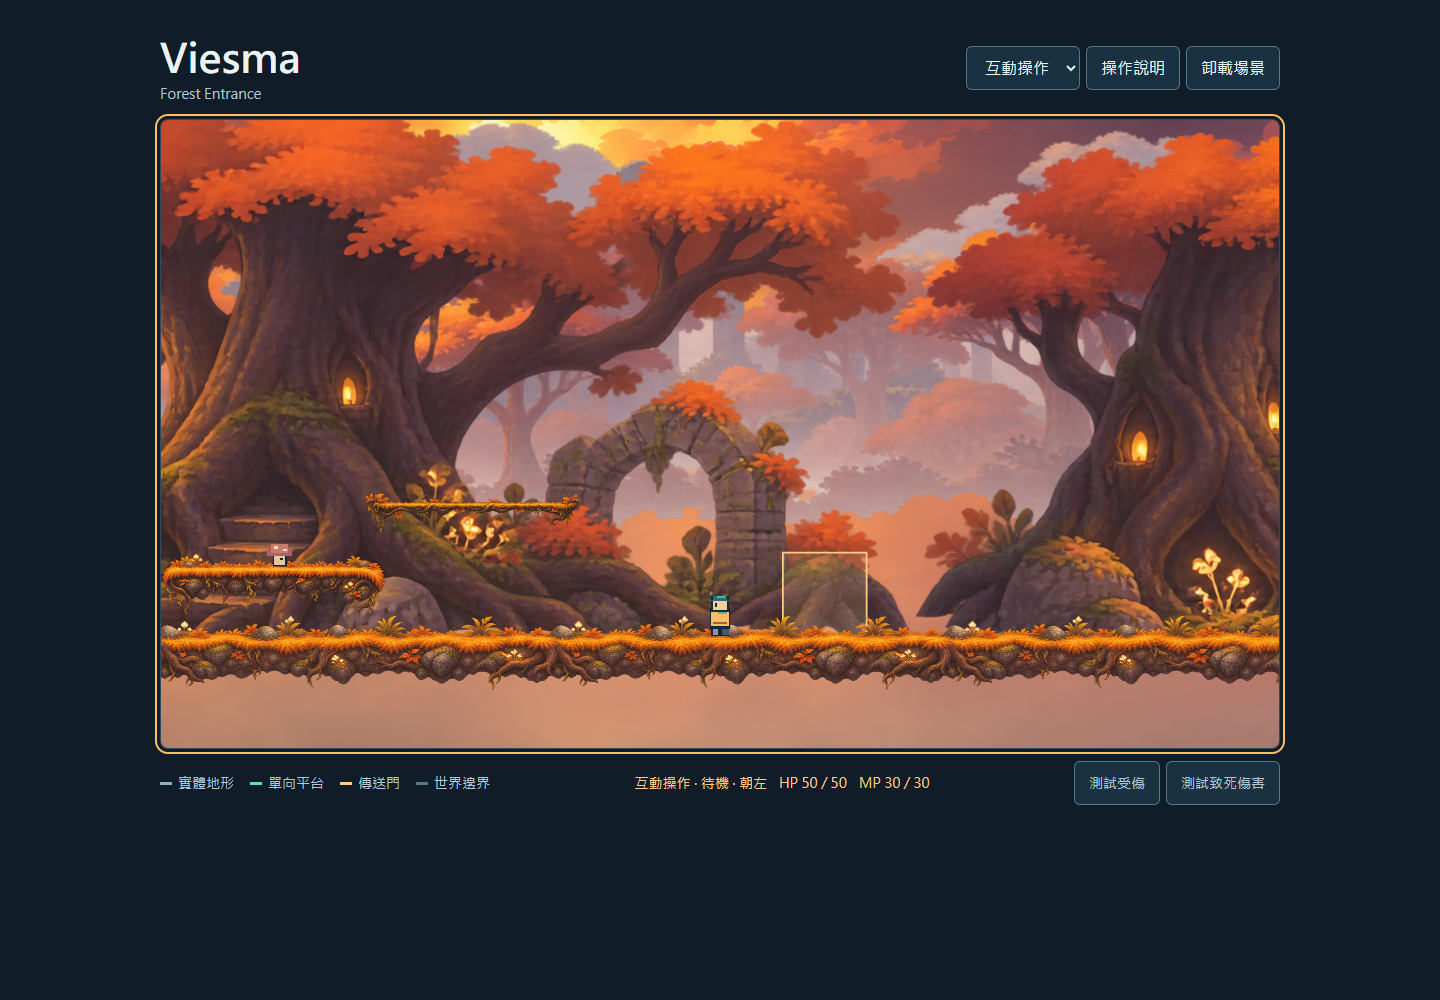 Viesma
Forest Entrance
互動操作
操作說明
卸載場景
實體地形
單向平台
傳送門
世界邊界
互動操作 · 待機 · 朝左 HP 50 / 50 MP 30 / 30
測試受傷
測試致死傷害